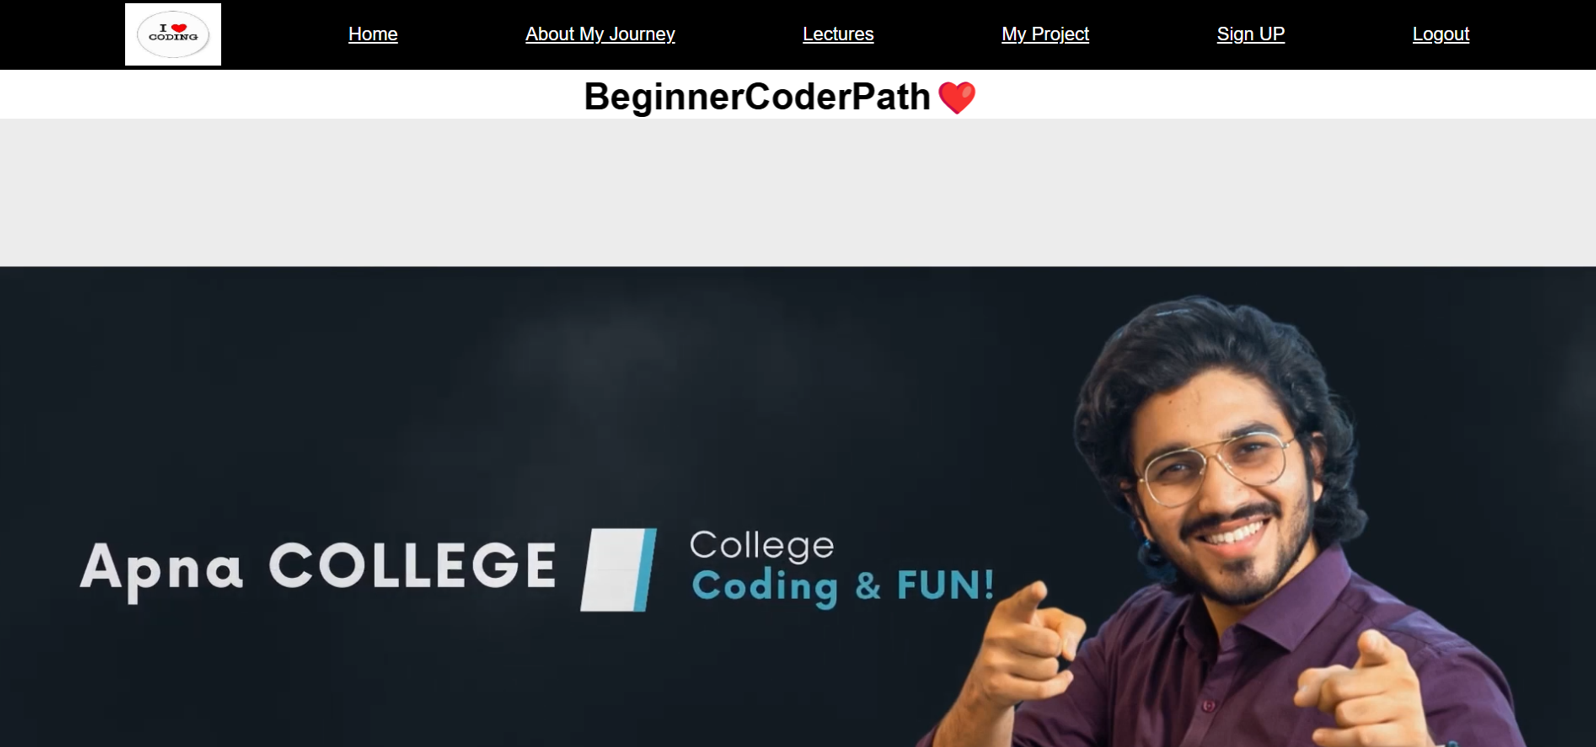 I ❤ CODING
Home About My Journey Lectures My Project Sign UP Logout
BeginnerCoderPath❤️
Apna COLLEGE
College
Coding & FUN!